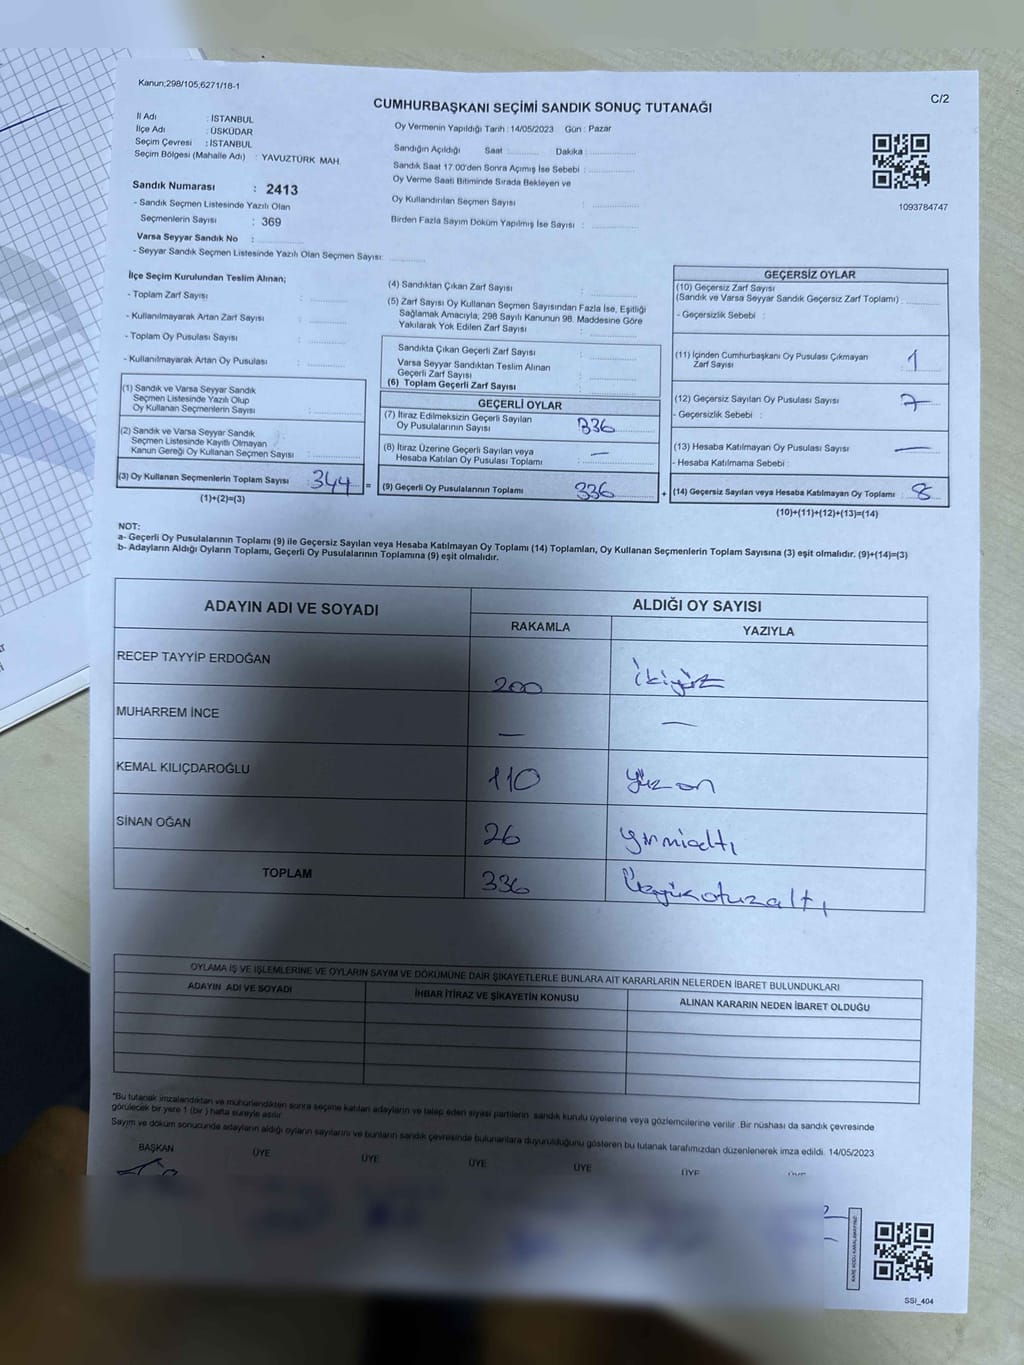 Kanun;298/105;6271/18-1
CUMHURBAŞKANI SEÇİMİ SANDIK SONUÇ TUTANAĞI
C/2
İl Adı : İSTANBUL
İlçe Adı : ÜSKÜDAR
Seçim Çevresi : İSTANBUL
Seçim Bölgesi (Mahalle Adı) : YAVUZTÜRK MAH.
Sandık Numarası : 2413
- Sandık Seçmen Listesinde Yazılı Olan
Seçmenlerin Sayısı : 369
Varsa Seyyar Sandık No :
- Seyyar Sandık Seçmen Listesinde Yazılı Olan Seçmen Sayısı:
Oy Vermenin Yapıldığı Tarih : 14/05/2023 Gün : Pazar
Sandığın Açıldığı Saat : Dakika :
Sandık Saat 17.00'den Sonra Açımış İse Sebebi :
Oy Verme Saati Bitiminde Sırada Bekleyen ve
Oy Kullandırılan Seçmen Sayısı :
Birden Fazla Sayım Döküm Yapılmış İse Sayısı :
1093784747
İlçe Seçim Kurulundan Teslim Alınan;
- Toplam Zarf Sayısı :
- Kullanılmayarak Artan Zarf Sayısı :
- Toplam Oy Pusulası Sayısı :
- Kullanılmayarak Artan Oy Pusulası :
(1) Sandık ve Varsa Seyyar Sandık
Seçmen Listesinde Yazılı Olup
Oy Kullanan Seçmenlerin Sayısı :
(2) Sandık ve Varsa Seyyar Sandık
Seçmen Listesinde Kayıtlı Olmayan
Kanun Gereği Oy Kullanan Seçmen Sayısı :
(3) Oy Kullanan Seçmenlerin Toplam Sayısı : 344 =
(1)+(2)=(3)
(4) Sandıktan Çıkan Zarf Sayısı :
(5) Zarf Sayısı Oy Kullanan Seçmen Sayısından Fazla İse, Eşitliği
Sağlamak Amacıyla; 298 Sayılı Kanunun 98. Maddesine Göre
Yakılarak Yok Edilen Zarf Sayısı :
Sandıkta Çıkan Geçerli Zarf Sayısı :
Varsa Seyyar Sandıktan Teslim Alınan
Geçerli Zarf Sayısı :
(6) Toplam Geçerli Zarf Sayısı :
GEÇERLİ OYLAR
(7) İtiraz Edilmeksizin Geçerli Sayılan
Oy Pusulalarının Sayısı : 336
(8) İtiraz Üzerine Geçerli Sayılan veya
Hesaba Katılan Oy Pusulası Toplamı : —
(9) Geçerli Oy Pusulalarının Toplamı : 336 +
GEÇERSİZ OYLAR
(10) Geçersiz Zarf Sayısı
(Sandık ve Varsa Seyyar Sandık Geçersiz Zarf Toplamı) :
- Geçersizlik Sebebi :
(11) İçinden Cumhurbaşkanı Oy Pusulası Çıkmayan
Zarf Sayısı : 1
(12) Geçersiz Sayılan Oy Pusulası Sayısı : 7
- Geçersizlik Sebebi :
(13) Hesaba Katılmayan Oy Pusulası Sayısı : —
- Hesaba Katılmama Sebebi :
(14) Geçersiz Sayılan veya Hesaba Katılmayan Oy Toplamı : 8
(10)+(11)+(12)+(13)=(14)
NOT:
a- Geçerli Oy Pusulalarının Toplamı (9) ile Geçersiz Sayılan veya Hesaba Katılmayan Oy Toplamı (14) Toplamları, Oy Kullanan Seçmenlerin Toplam Sayısına (3) eşit olmalıdır. (9)+(14)=(3)
b- Adayların Aldığı Oyların Toplamı, Geçerli Oy Pusulalarının Toplamına (9) eşit olmalıdır.
ADAYIN ADI VE SOYADI ALDIĞI OY SAYISI
RAKAMLA YAZIYLA
RECEP TAYYİP ERDOĞAN 200 ikiyüz
MUHARREM İNCE — —
KEMAL KILIÇDAROĞLU 110 yüz on
SİNAN OĞAN 26 yirmialtı
TOPLAM 336 Üçyüzotuzaltı
OYLAMA İŞ VE İŞLEMLERİNE VE OYLARIN SAYIM VE DÖKÜMÜNE DAİR ŞİKAYETLERLE BUNLARA AİT KARARLARIN NELERDEN İBARET BULUNDUKLARI
ADAYIN ADI VE SOYADI İHBAR İTİRAZ VE ŞİKAYETİN KONUSU ALINAN KARARIN NEDEN İBARET OLDUĞU
"Bu tutanak imzalandıktan ve mühürlendikten sonra seçime katılan adayların ve talep eden siyasi partilerin sandık kurulu üyelerine veya gözlemcilerine verilir. Bir nüshası da sandık çevresinde
görülecek bir yere 1 (bir) hafta süreyle asılır.
Sayım ve döküm sonucunde adayların aldığı oyların sayılarını ve bunların sandık çevresinde bulunanlara duyurulduğunu gösteren bu tutanak tarafımızdan düzenlenerek imza edildi. 14/05/2023
BAŞKAN ÜYE ÜYE ÜYE ÜYE ÜYE ÜYE
SSI_404